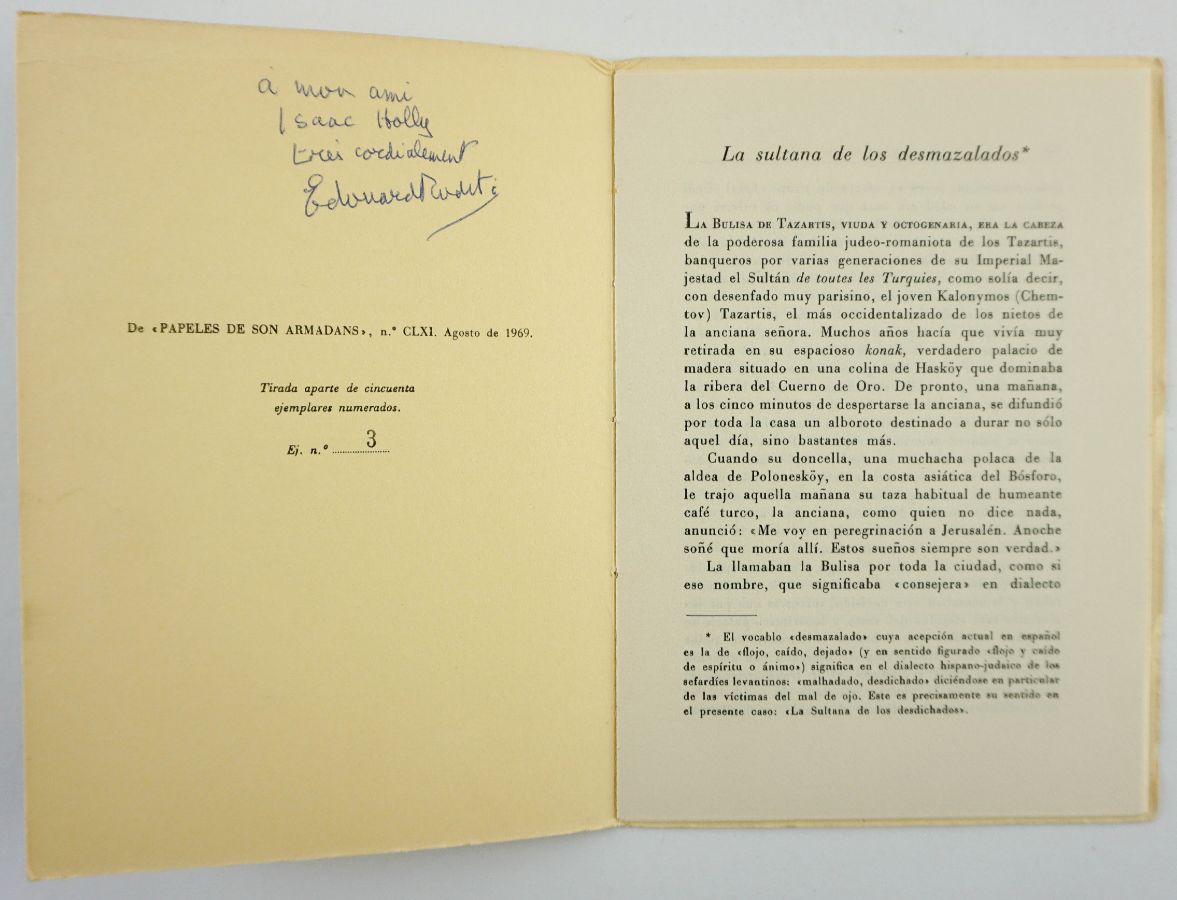 à mon ami
Isaac Holly
très cordialement
Edouard Roditi
De «PAPELES DE SON ARMADANS», n.º CLXI. Agosto de 1969.
Tirada aparte de cincuenta
ejemplares numerados.
Ej. n.º 3
La sultana de los desmazalados*
LA BULISA DE TAZARTIS, VIUDA Y OCTOGENARIA, ERA LA CABEZA
de la poderosa familia judeo-romaniota de los Tazartis,
banqueros por varias generaciones de su Imperial Ma-
jestad el Sultán de toutes les Turquies, como solía decir,
con desenfado muy parisino, el joven Kalonymos (Chem-
tov) Tazartis, el más occidentalizado de los nietos de
la anciana señora. Muchos años hacía que vivía muy
retirada en su espacioso konak, verdadero palacio de
madera situado en una colina de Hasköy que dominaba
la ribera del Cuerno de Oro. De pronto, una mañana,
a los cinco minutos de despertarse la anciana, se difundió
por toda la casa un alboroto destinado a durar no sólo
aquel día, sino bastantes más.
Cuando su doncella, una muchacha polaca de la
aldea de Polonesköy, en la costa asiática del Bósforo,
le trajo aquella mañana su taza habitual de humeante
café turco, la anciana, como quien no dice nada,
anunció: «Me voy en peregrinación a Jerusalén. Anoche
soñé que moría allí. Estos sueños siempre son verdad.»
La llamaban la Bulisa por toda la ciudad, como si
ese nombre, que significaba «consejera» en dialecto
* El vocablo «desmazalado» cuya acepción actual en español
es la de «flojo, caído, dejado» (y en sentido figurado «flojo y caído
de espíritu o ánimo») significa en el dialecto hispano-judaico de los
sefardíes levantinos: «malhadado, desdichado» diciéndose en particular
de las víctimas del mal de ojo. Este es precisamente su sentido en
el presente caso: «La Sultana de los desdichados».